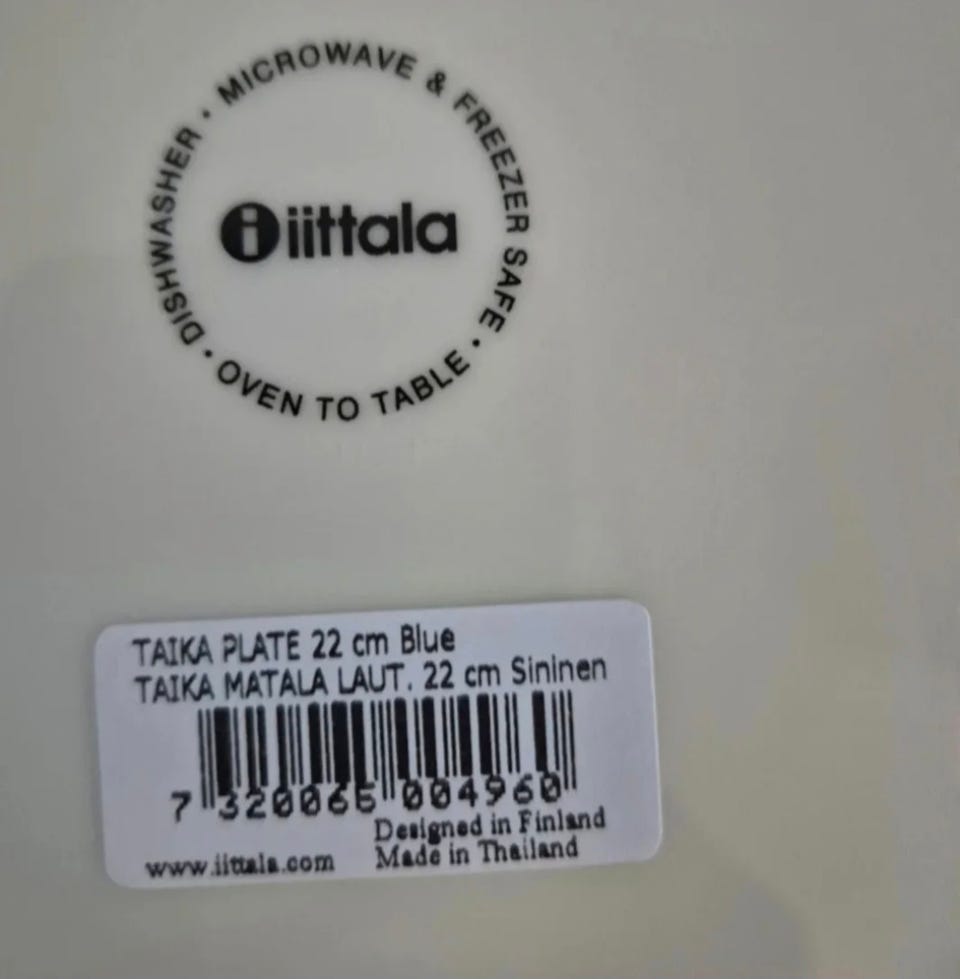 DISHWASHER · MICROWAVE & FREEZER SAFE · OVEN TO TABLE ·
iittala
TAIKA PLATE 22 cm Blue
TAIKA MATALA LAUT. 22 cm Sininen
7 320065 004960
Designed in Finland
www.iittala.com Made in Thailand